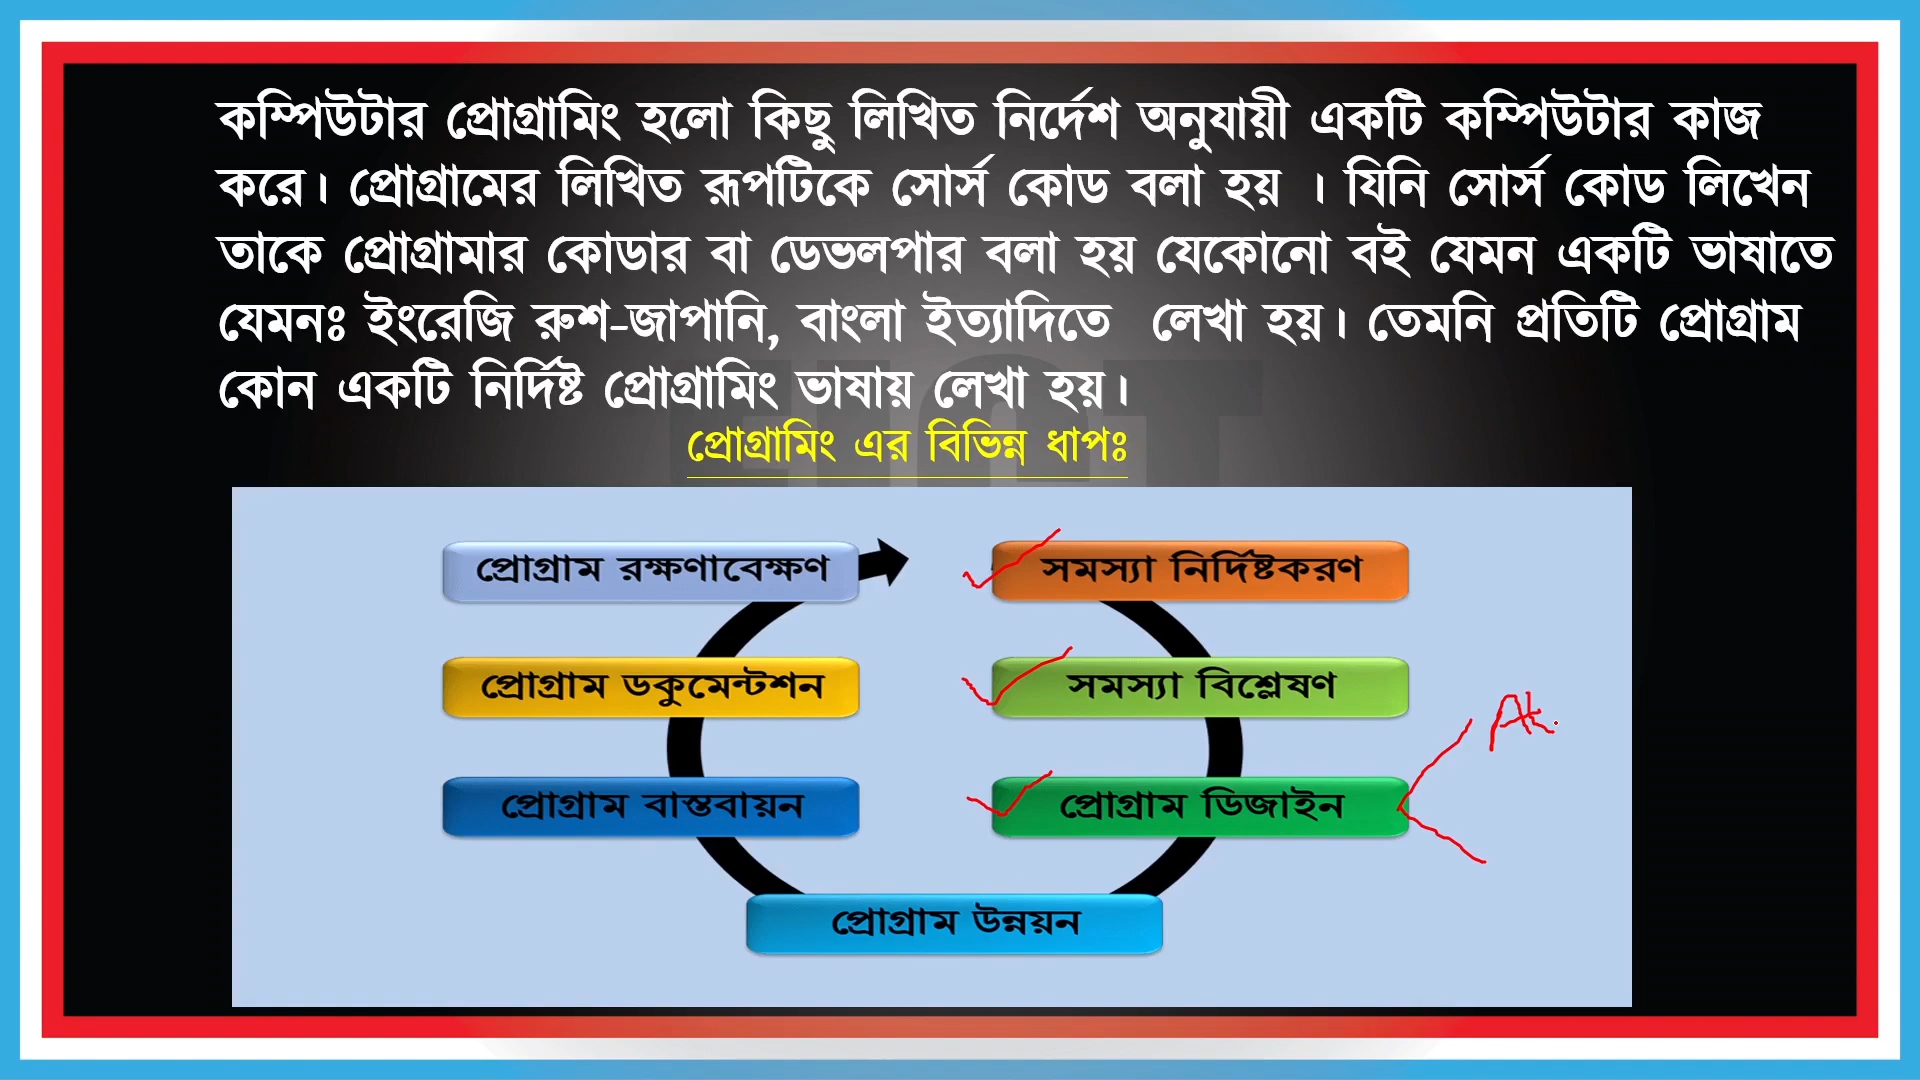 কম্পিউটার প্রোগ্রামিং হলো কিছু লিখিত নির্দেশ অনুযায়ী একটি কম্পিউটার কাজ
করে। প্রোগ্রামের লিখিত রূপটিকে সোর্স কোড বলা হয় । যিনি সোর্স কোড লিখেন
তাকে প্রোগ্রামার কোডার বা ডেভলপার বলা হয় যেকোনো বই যেমন একটি ভাষাতে
যেমনঃ ইংরেজি রুশ-জাপানি, বাংলা ইত্যাদিতে লেখা হয়। তেমনি প্রতিটি প্রোগ্রাম
কোন একটি নির্দিষ্ট প্রোগ্রামিং ভাষায় লেখা হয়।
প্রোগ্রামিং এর বিভিন্ন ধাপঃ
প্রোগ্রাম রক্ষণাবেক্ষণ
সমস্যা নির্দিষ্টকরণ
প্রোগ্রাম ডকুমেন্টশন
সমস্যা বিশ্লেষণ
প্রোগ্রাম বাস্তবায়ন
প্রোগ্রাম ডিজাইন
প্রোগ্রাম উন্নয়ন